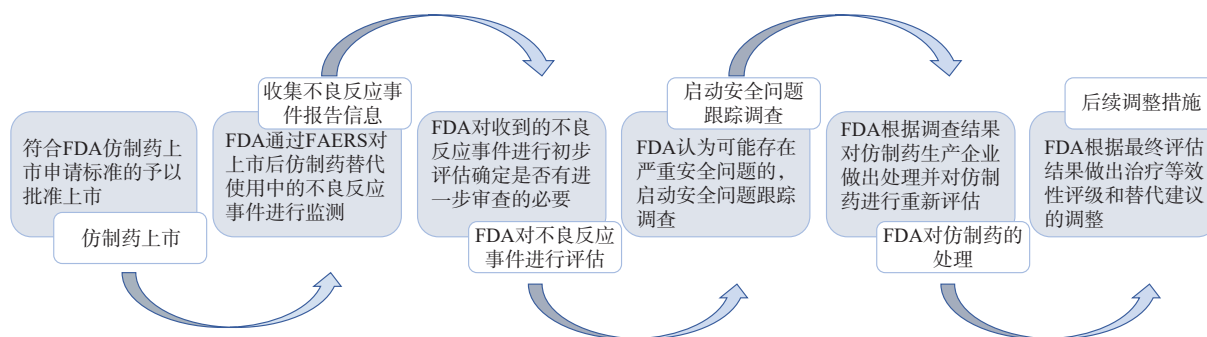 符合FDA仿制药上
市申请标准的予以
批准上市
仿制药上市
收集不良反应事
件报告信息
FDA通过FAERS对
上市后仿制药替代
使用中的不良反应
事件进行监测
FDA对收到的不良
反应事件进行初步
评估确定是否有进
一步审查的必要
FDA对不良反应
事件进行评估
启动安全问题
跟踪调查
FDA认为可能存在
严重安全问题的,
启动安全问题跟踪
调查
FDA根据调查结果
对仿制药生产企业
做出处理并对仿制
药进行重新评估
FDA对仿制药的
处理
后续调整措施
FDA根据最终评估
结果做出治疗等效
性评级和替代建议
的调整